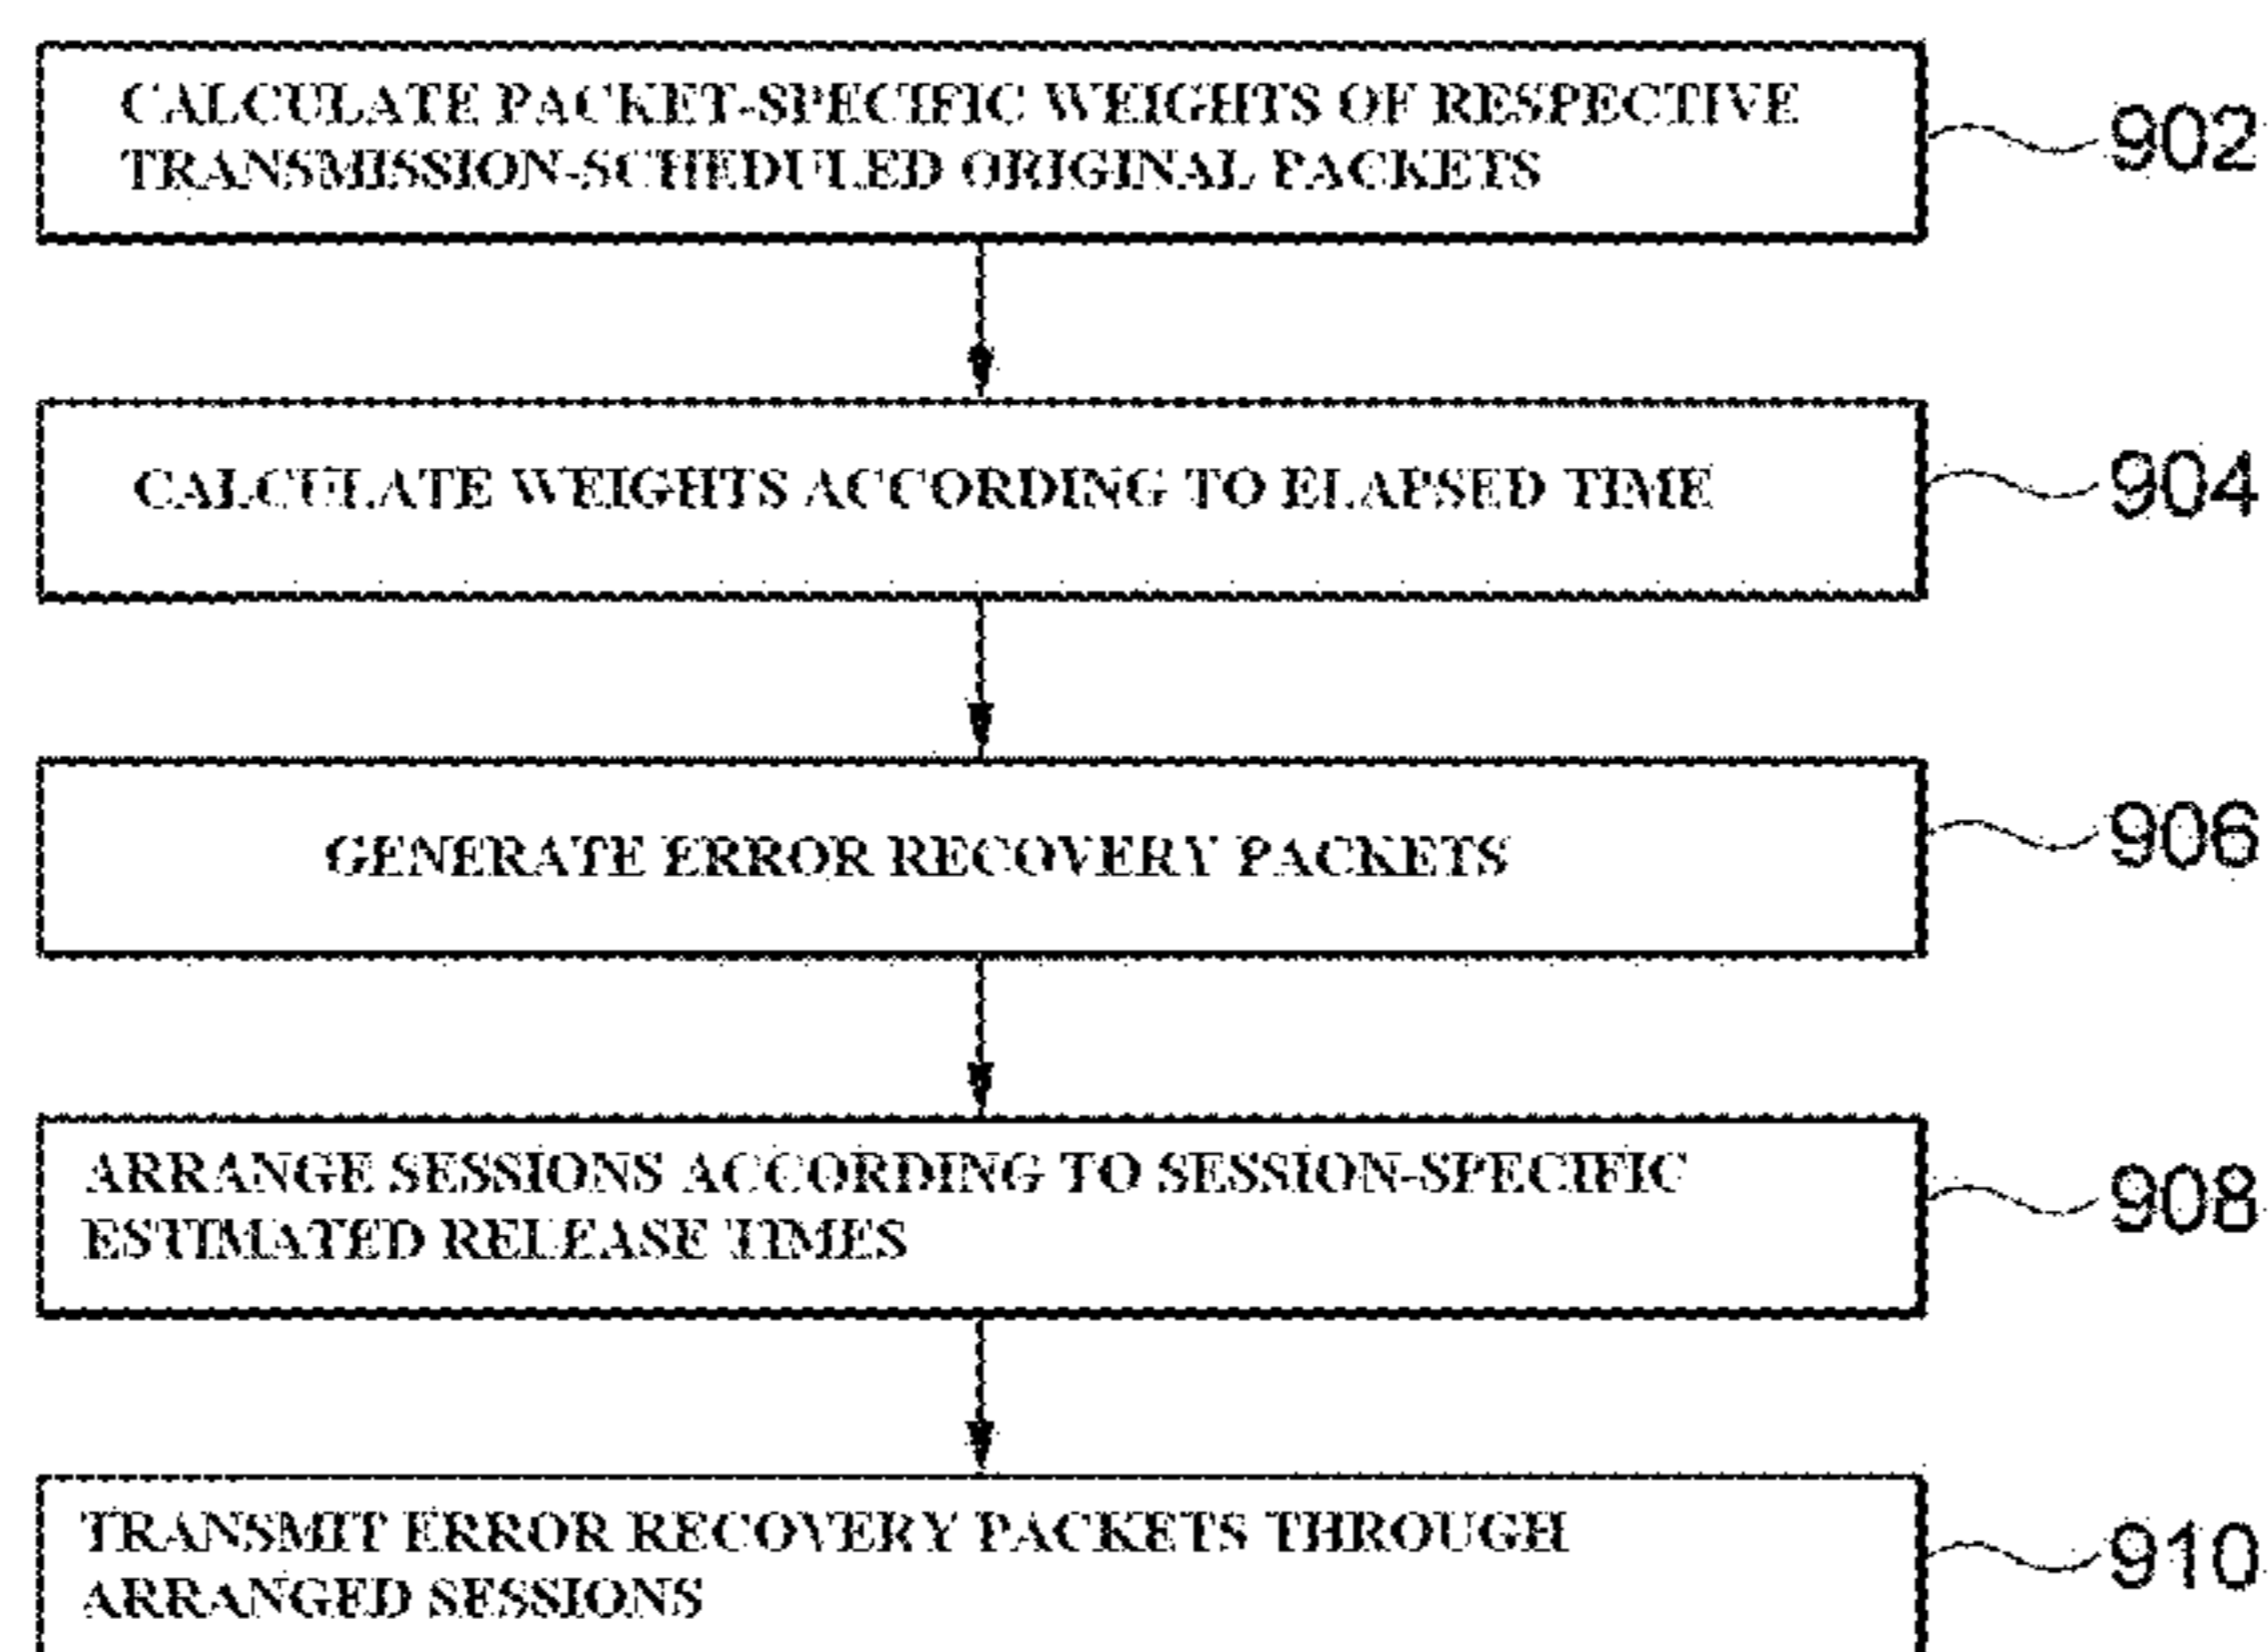 CALCULATE PACKET-SPECIFIC WEIGHTS OF RESPECTIVE
TRANSMISSION-SCHEDULED ORIGINAL PACKETS
902
CALCULATE WEIGHTS ACCORDING TO ELAPSED TIME
904
GENERATE ERROR RECOVERY PACKETS
906
ARRANGE SESSIONS ACCORDING TO SESSION-SPECIFIC
ESTIMATED RELEASE TIMES
908
TRANSMIT ERROR RECOVERY PACKETS THROUGH
ARRANGED SESSIONS
910